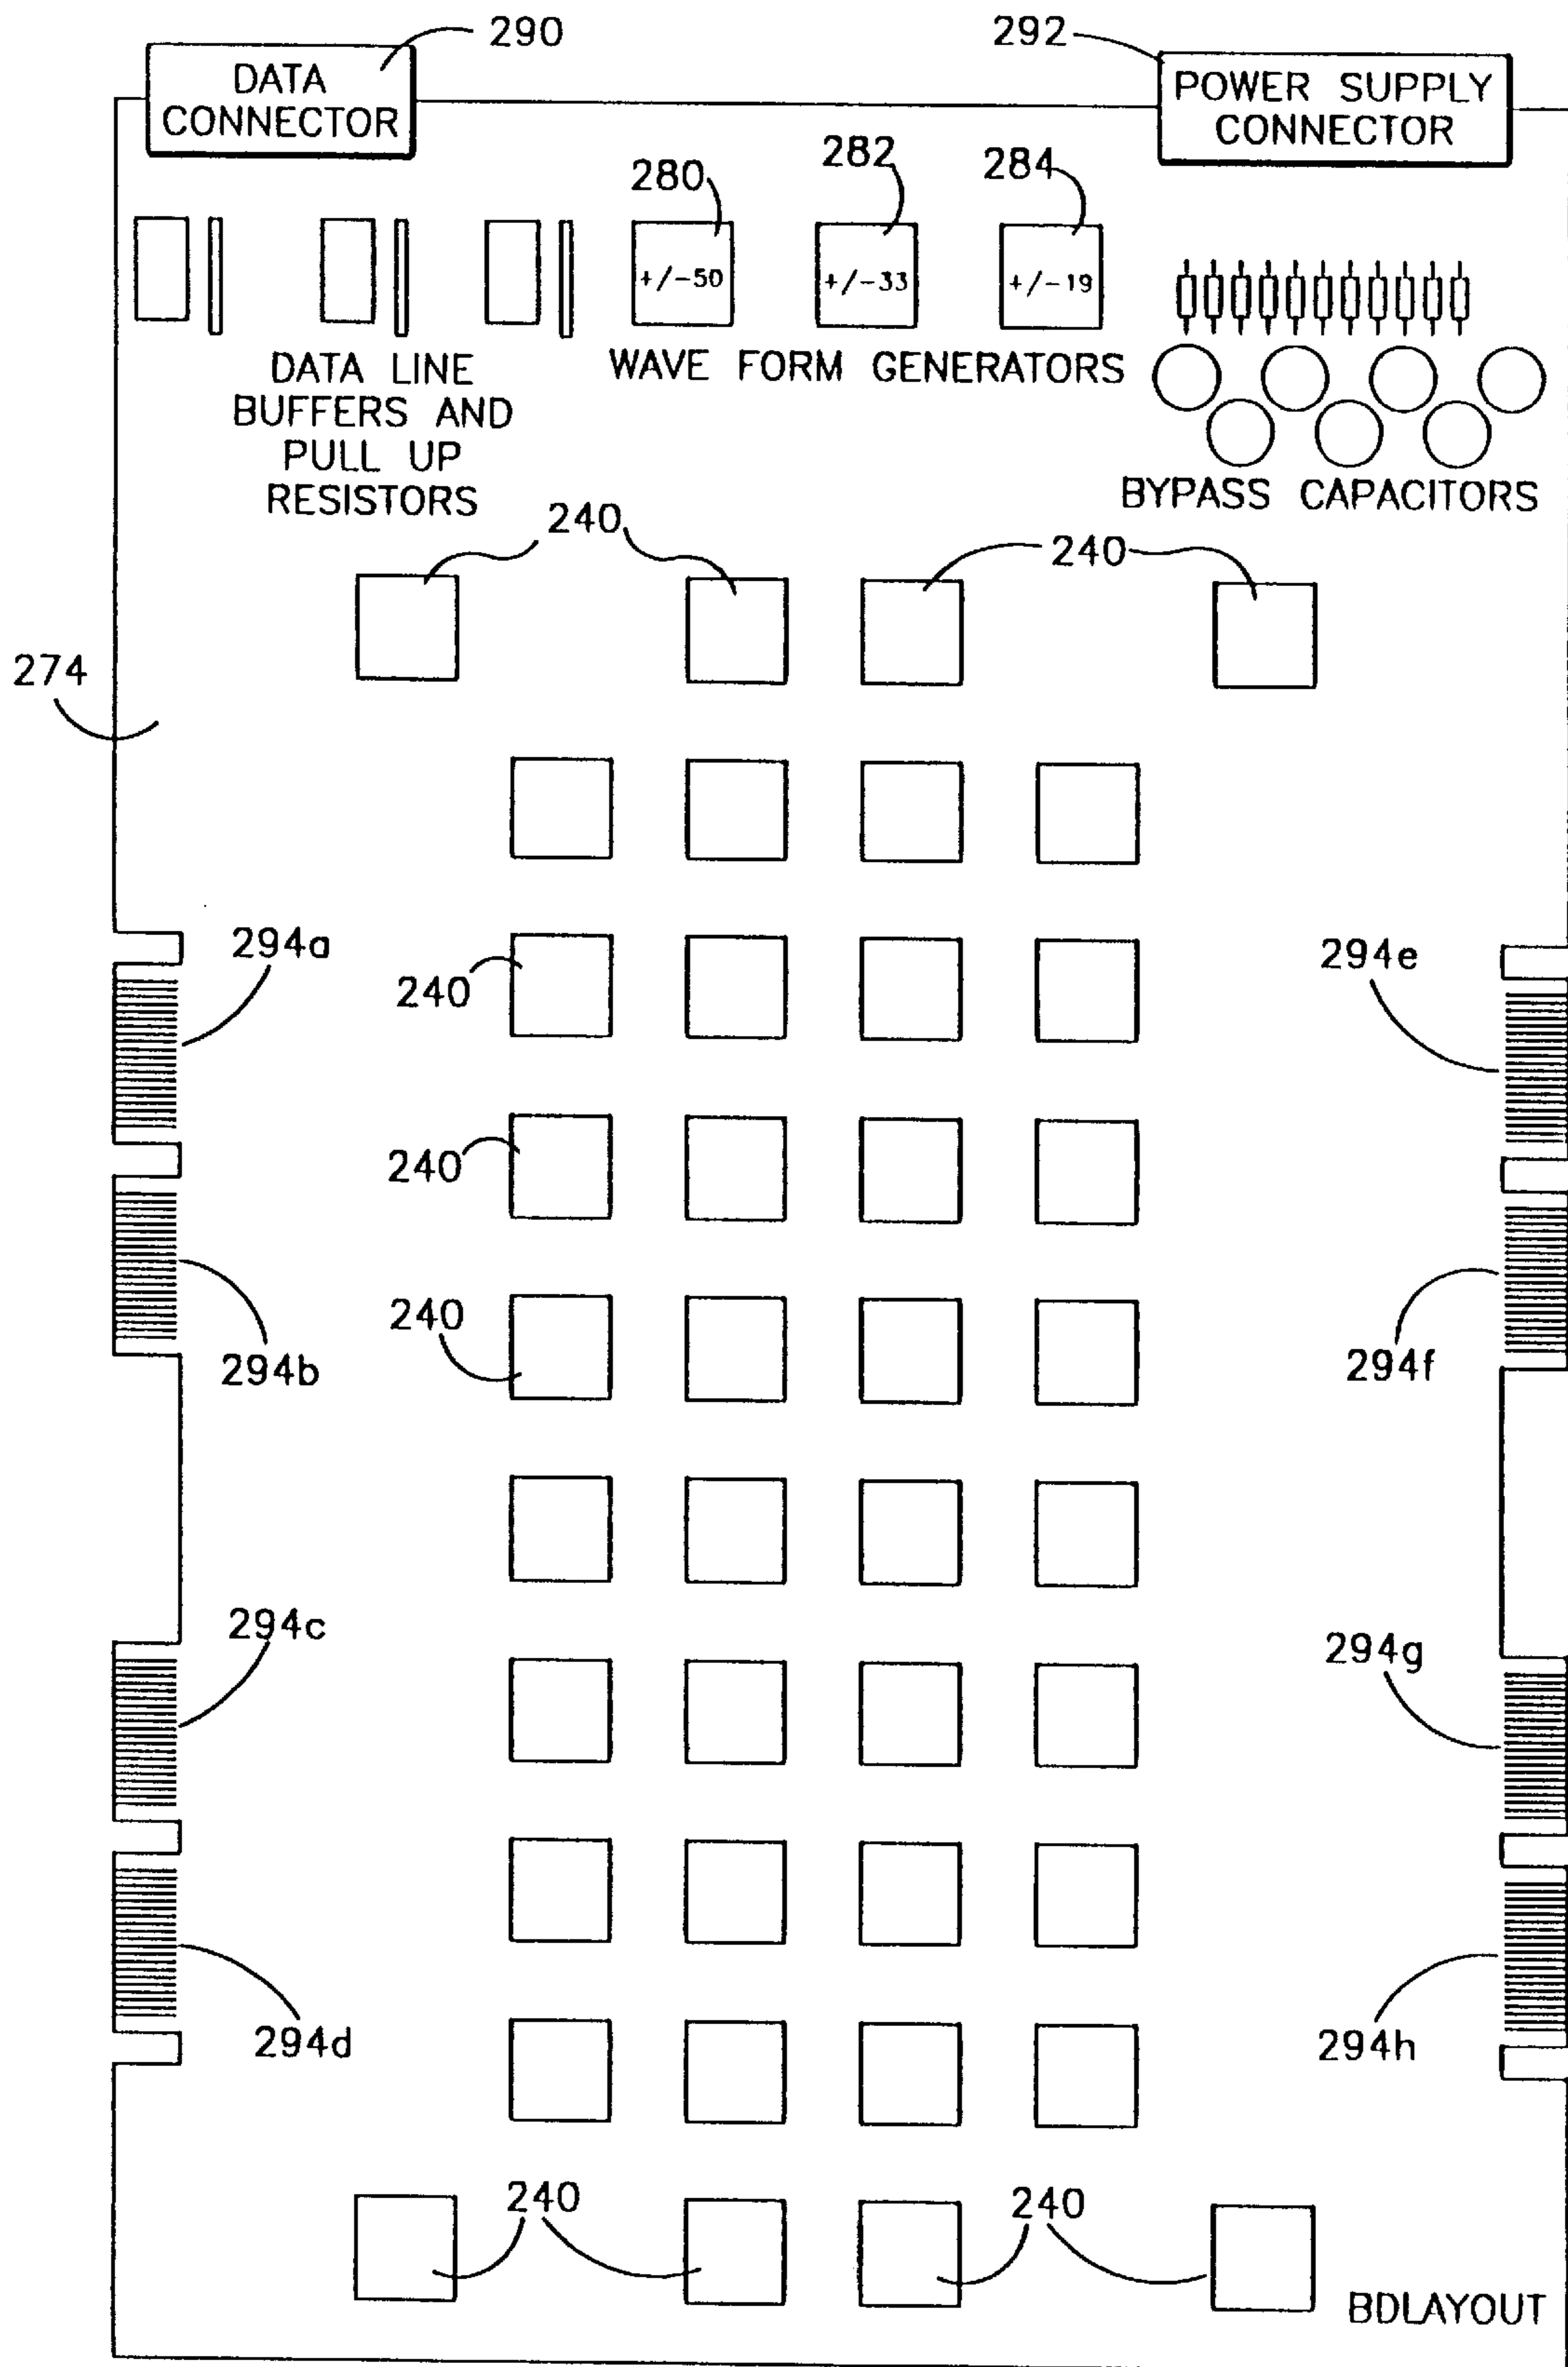 290
292
DATA
CONNECTOR
POWER SUPPLY
CONNECTOR
280
282
284
+/-50
+/-33
+/-19
DATA LINE
BUFFERS AND
PULL UP
RESISTORS
WAVE FORM GENERATORS
BYPASS CAPACITORS
240
240
274
294a
240
294e
240
240
294b
294f
294c
294g
294d
294h
240
240
BDLAYOUT